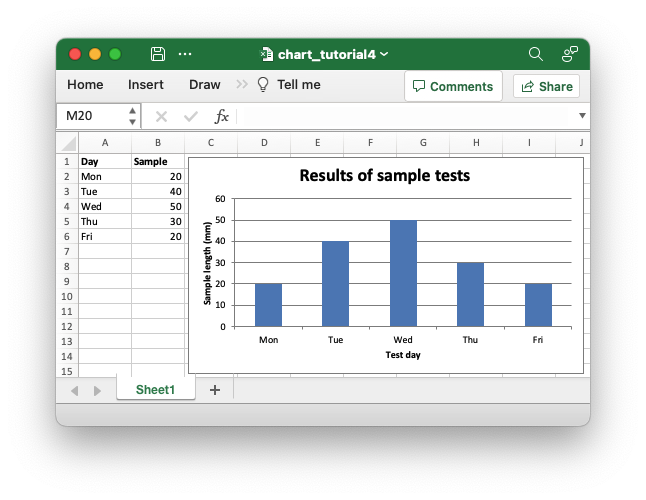 chart_tutorial4
Home Insert Draw Tell me Comments Share
M20 fx
A B C D E F G H I J
1 Day Sample
2 Mon 20
3 Tue 40
4 Wed 50
5 Thu 30
6 Fri 20
7
8
9
10
11
12
13
14
15
Results of sample tests
Sample length (mm)
60
50
40
30
20
10
0
Mon Tue Wed Thu Fri
Test day
Sheet1 +